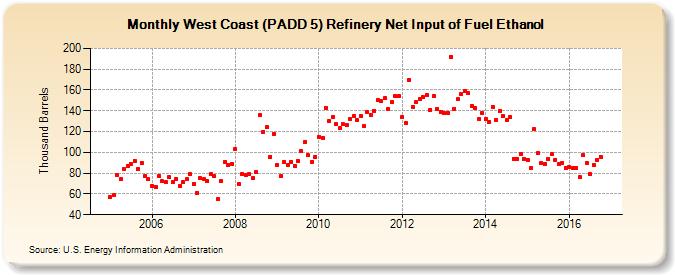 Monthly West Coast (PADD 5) Refinery Net Input of Fuel Ethanol
Thousand Barrels
200
180
160
140
120
100
80
60
40
2006 2008 2010 2012 2014 2016
Source: U.S. Energy Information Administration